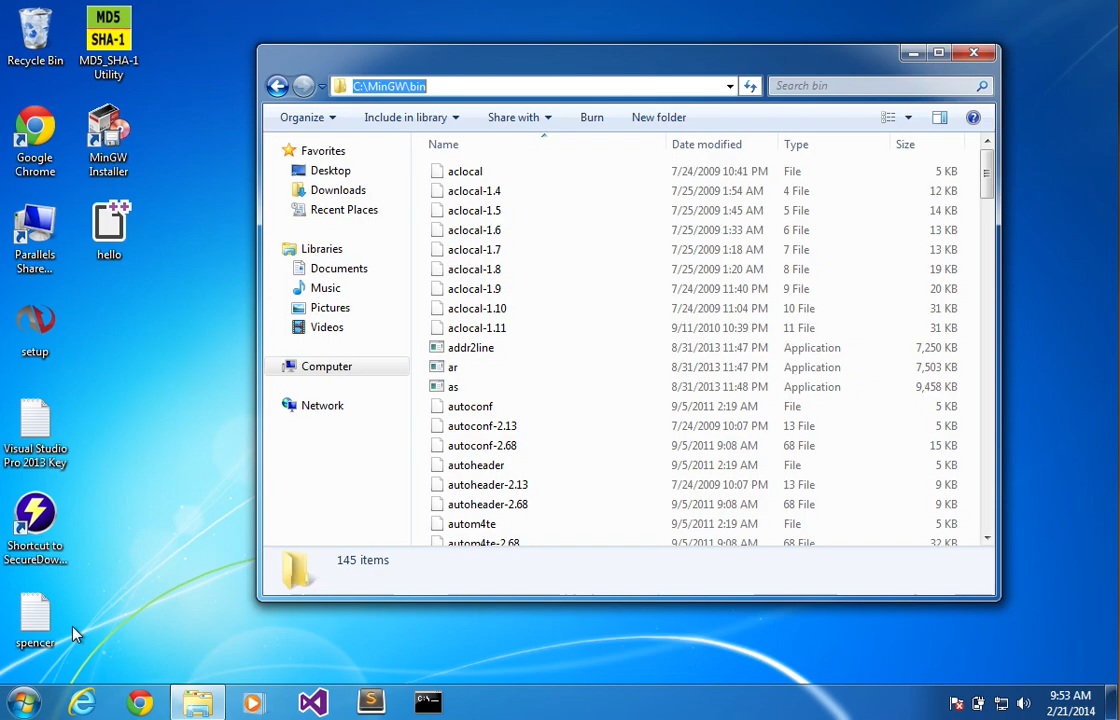 Recycle Bin
MD5
SHA-1
MD5_SHA-1
Utility
Google
Chrome
MinGW
Installer
Parallels
Share...
hello
setup
Visual Studio
Pro 2013 Key
Shortcut to
SecureDow...
spencer
C:\MinGW\bin
Search bin
Organize
Include in library
Share with
Burn
New folder
Favorites
Desktop
Downloads
Recent Places
Libraries
Documents
Music
Pictures
Videos
Computer
Network
Name Date modified Type Size
aclocal 7/24/2009 10:41 PM File 5 KB
aclocal-1.4 7/25/2009 1:54 AM 4 File 12 KB
aclocal-1.5 7/25/2009 1:45 AM 5 File 14 KB
aclocal-1.6 7/25/2009 1:33 AM 6 File 13 KB
aclocal-1.7 7/25/2009 1:18 AM 7 File 13 KB
aclocal-1.8 7/25/2009 1:20 AM 8 File 19 KB
aclocal-1.9 7/24/2009 11:40 PM 9 File 20 KB
aclocal-1.10 7/24/2009 11:04 PM 10 File 31 KB
aclocal-1.11 9/11/2010 10:39 PM 11 File 31 KB
addr2line 8/31/2013 11:47 PM Application 7,250 KB
ar 8/31/2013 11:47 PM Application 7,503 KB
as 8/31/2013 11:48 PM Application 9,458 KB
autoconf 9/5/2011 2:19 AM File 5 KB
autoconf-2.13 7/24/2009 10:07 PM 13 File 5 KB
autoconf-2.68 9/5/2011 9:08 AM 68 File 15 KB
autoheader 9/5/2011 2:19 AM File 5 KB
autoheader-2.13 7/24/2009 10:07 PM 13 File 9 KB
autoheader-2.68 9/5/2011 9:08 AM 68 File 9 KB
autom4te 9/5/2011 2:19 AM File 5 KB
autom4te-2.68 9/5/2011 9:08 AM 68 File 32 KB
145 items
C:\_
9:53 AM
2/21/2014